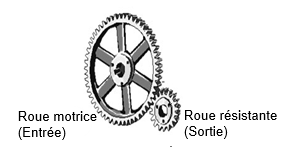 Roue motrice
(Entrée)
Roue résistante
(Sortie)